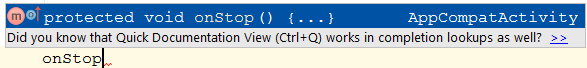 m protected void onStop() {...} AppCompatActivity
Did you know that Quick Documentation View (Ctrl+Q) works in completion lookups as well? >>
onStop